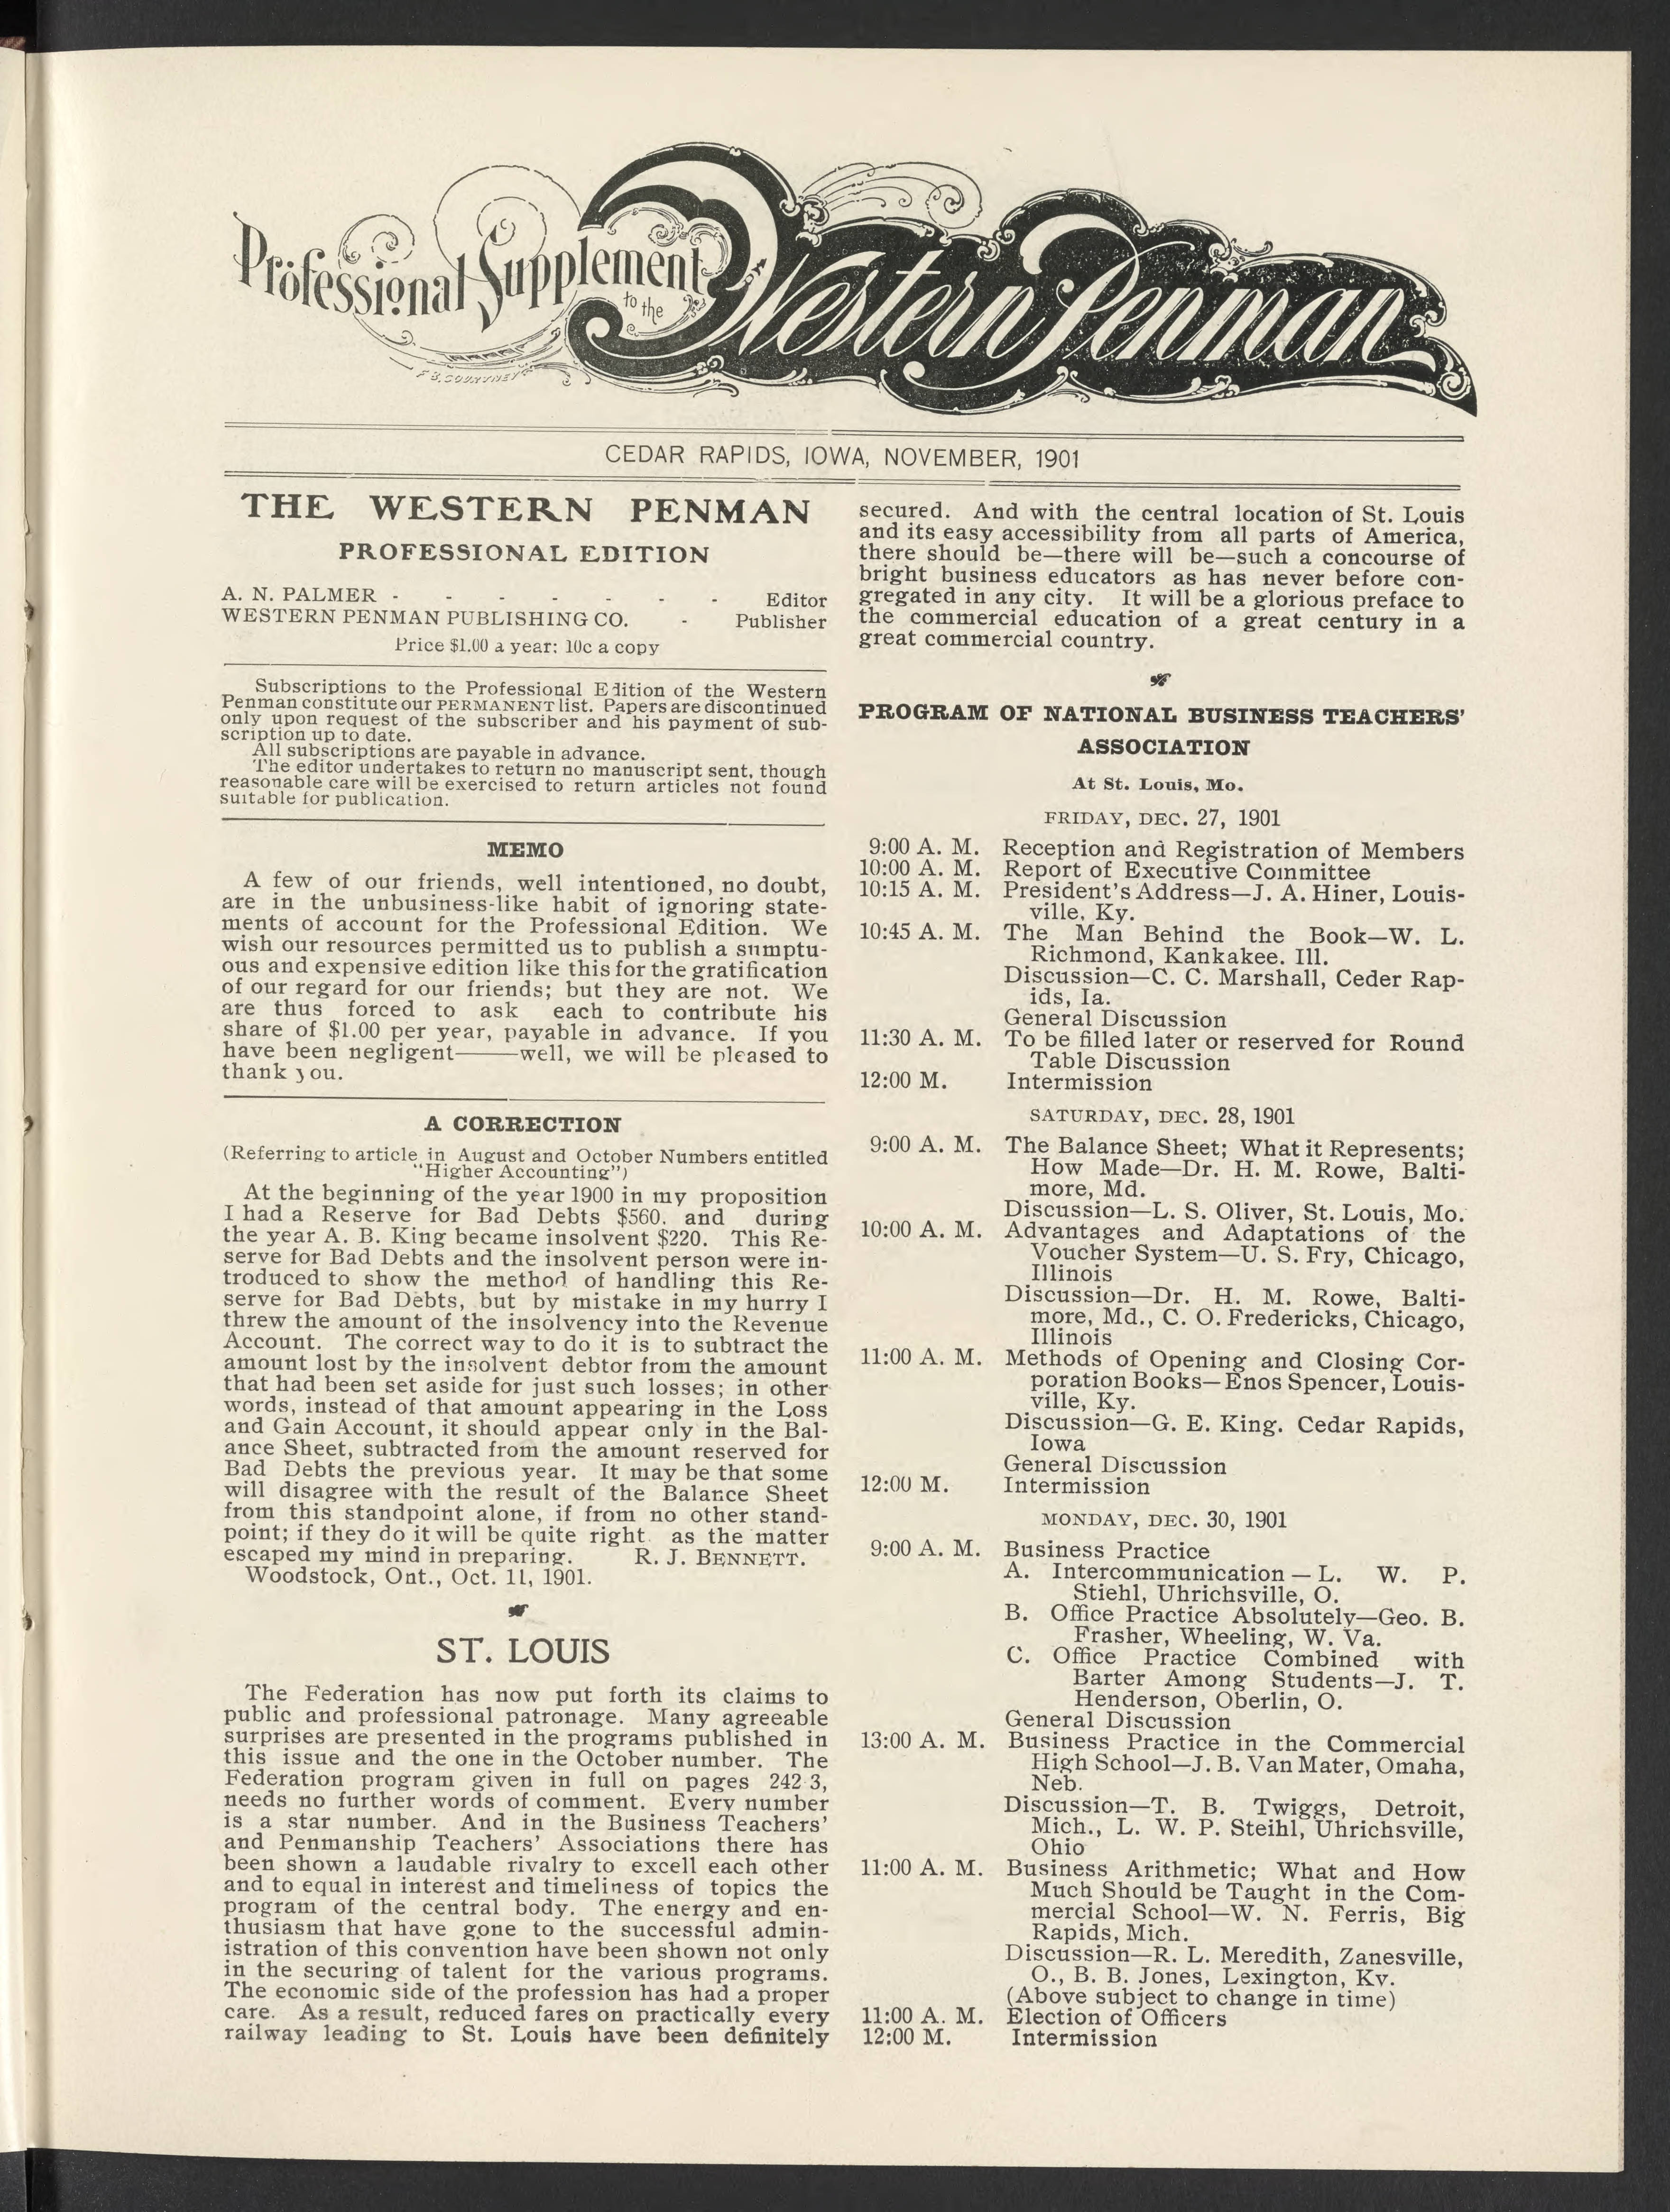 Professional Supplement
to the
Western Penman
F. B. COURTNEY
CEDAR RAPIDS, IOWA, NOVEMBER, 1901
THE WESTERN PENMAN
PROFESSIONAL EDITION
A. N. PALMER - - - - - - - Editor
WESTERN PENMAN PUBLISHING CO. - Publisher
Price $1.00 a year: 10c a copy
Subscriptions to the Professional Edition of the Western
Penman constitute our PERMANENT list. Papers are discontinued
only upon request of the subscriber and his payment of sub-
scription up to date.
All subscriptions are payable in advance.
The editor undertakes to return no manuscript sent, though
reasonable care will be exercised to return articles not found
suitable for publication.
MEMO
A few of our friends, well intentioned, no doubt,
are in the unbusiness-like habit of ignoring state-
ments of account for the Professional Edition. We
wish our resources permitted us to publish a sumptu-
ous and expensive edition like this for the gratification
of our regard for our friends; but they are not. We
are thus forced to ask each to contribute his
share of $1.00 per year, payable in advance. If you
have been negligent——well, we will be pleased to
thank you.
A CORRECTION
(Referring to article in August and October Numbers entitled
"Higher Accounting")
At the beginning of the year 1900 in my proposition
I had a Reserve for Bad Debts $560. and during
the year A. B. King became insolvent $220. This Re-
serve for Bad Debts and the insolvent person were in-
troduced to show the method of handling this Re-
serve for Bad Debts, but by mistake in my hurry I
threw the amount of the insolvency into the Revenue
Account. The correct way to do it is to subtract the
amount lost by the insolvent debtor from the amount
that had been set aside for just such losses; in other
words, instead of that amount appearing in the Loss
and Gain Account, it should appear only in the Bal-
ance Sheet, subtracted from the amount reserved for
Bad Debts the previous year. It may be that some
will disagree with the result of the Balance Sheet
from this standpoint alone, if from no other stand-
point; if they do it will be quite right as the matter
escaped my mind in preparing. R. J. BENNETT.
Woodstock, Ont., Oct. 11, 1901.
ST. LOUIS
The Federation has now put forth its claims to
public and professional patronage. Many agreeable
surprises are presented in the programs published in
this issue and the one in the October number. The
Federation program given in full on pages 242 3,
needs no further words of comment. Every number
is a star number. And in the Business Teachers'
and Penmanship Teachers' Associations there has
been shown a laudable rivalry to excell each other
and to equal in interest and timeliness of topics the
program of the central body. The energy and en-
thusiasm that have gone to the successful admin-
istration of this convention have been shown not only
in the securing of talent for the various programs.
The economic side of the profession has had a proper
care. As a result, reduced fares on practically every
railway leading to St. Louis have been definitely
secured. And with the central location of St. Louis
and its easy accessibility from all parts of America,
there should be—there will be—such a concourse of
bright business educators as has never before con-
gregated in any city. It will be a glorious preface to
the commercial education of a great century in a
great commercial country.
PROGRAM OF NATIONAL BUSINESS TEACHERS'
ASSOCIATION
At St. Louis, Mo.
FRIDAY, DEC. 27, 1901
9:00 A. M. Reception and Registration of Members
10:00 A. M. Report of Executive Committee
10:15 A. M. President's Address—J. A. Hiner, Louis-
ville, Ky.
10:45 A. M. The Man Behind the Book—W. L.
Richmond, Kankakee. Ill.
Discussion—C. C. Marshall, Ceder Rap-
ids, Ia.
General Discussion
11:30 A. M. To be filled later or reserved for Round
Table Discussion
12:00 M. Intermission
SATURDAY, DEC. 28, 1901
9:00 A. M. The Balance Sheet; What it Represents;
How Made—Dr. H. M. Rowe, Balti-
more, Md.
Discussion—L. S. Oliver, St. Louis, Mo.
10:00 A. M. Advantages and Adaptations of the
Voucher System—U. S. Fry, Chicago,
Illinois
Discussion—Dr. H. M. Rowe, Balti-
more, Md., C. O. Fredericks, Chicago,
Illinois
11:00 A. M. Methods of Opening and Closing Cor-
poration Books—Enos Spencer, Louis-
ville, Ky.
Discussion—G. E. King. Cedar Rapids,
Iowa
General Discussion
12:00 M. Intermission
MONDAY, DEC. 30, 1901
9:00 A. M. Business Practice
A. Intercommunication—L. W. P.
Stiehl, Uhrichsville, O.
B. Office Practice Absolutely—Geo. B.
Frasher, Wheeling, W. Va.
C. Office Practice Combined with
Barter Among Students—J. T.
Henderson, Oberlin, O.
General Discussion
13:00 A. M. Business Practice in the Commercial
High School—J. B. Van Mater, Omaha,
Neb.
Discussion—T. B. Twiggs, Detroit,
Mich., L. W. P. Steihl, Uhrichsville,
Ohio
11:00 A. M. Business Arithmetic; What and How
Much Should be Taught in the Com-
mercial School—W. N. Ferris, Big
Rapids, Mich.
Discussion—R. L. Meredith, Zanesville,
O., B. B. Jones, Lexington, Ky.
(Above subject to change in time)
11:00 A. M. Election of Officers
12:00 M. Intermission